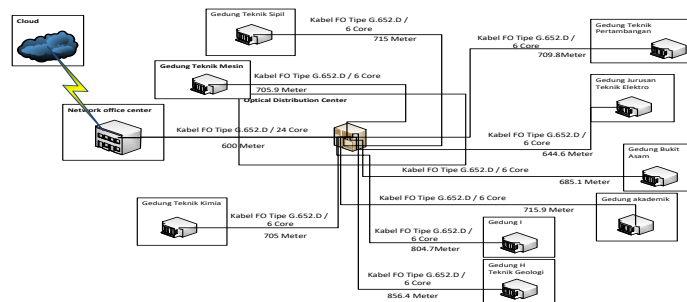 Cloud
Gedung Teknik Sipil
Kabel FO Tipe G.652.D /
6 Core
715 Meter
Kabel FO Tipe G.652.D /
6 Core
709.8Meter
Gedung Teknik
Pertambangan
Gedung Teknik Mesin
Kabel FO Tipe G.652.D / 6 Core
705.9 Meter
Optical Distribution Center
Gedung Jurusan
Teknik Elektro
Kabel FO Tipe G.652.D / 6 Core
644.6 Meter
Network office center
Kabel FO Tipe G.652.D / 24 Core
600 Meter
Gedung Bukit
Asam
Kabel FO Tipe G.652.D / 6 Core
685.1 Meter
Gedung Teknik Kimia
Kabel FO Tipe G.652.D /
6 Core
705 Meter
Kabel FO Tipe G.652.D / 6 Core
715.9 Meter
Gedung akademik
Kabel FO Tipe G.652.D /
6 Core
804.7Meter
Gedung I
Kabel FO Tipe G.652.D /
6 Core
856.4 Meter
Gedung H
Teknik Geologi